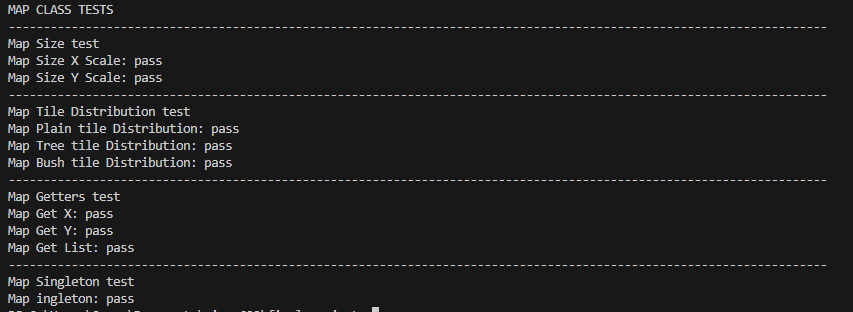 MAP CLASS TESTS
---------------------------------------------------------------------------------------------------------------------
Map Size test
Map Size X Scale: pass
Map Size Y Scale: pass
---------------------------------------------------------------------------------------------------------------------
Map Tile Distribution test
Map Plain tile Distribution: pass
Map Tree tile Distribution: pass
Map Bush tile Distribution: pass
---------------------------------------------------------------------------------------------------------------------
Map Getters test
Map Get X: pass
Map Get Y: pass
Map Get List: pass
---------------------------------------------------------------------------------------------------------------------
Map Singleton test
Map ingleton: pass